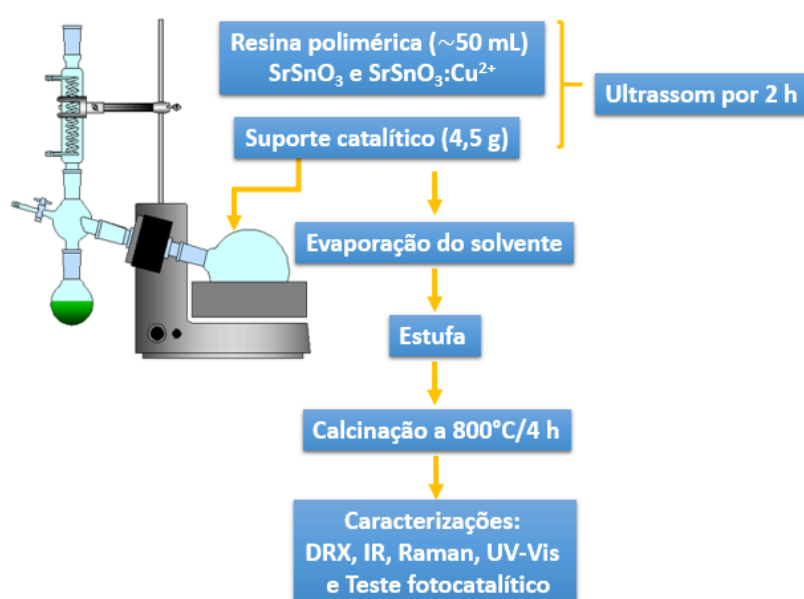 Resina polimérica (~50 mL)
SrSnO₃ e SrSnO₃:Cu²⁺
Ultrassom por 2 h
Suporte catalítico (4,5 g)
Evaporação do solvente
Estufa
Calcinação a 800°C/4 h
Caracterizações:
DRX, IR, Raman, UV-Vis
e Teste fotocatalítico